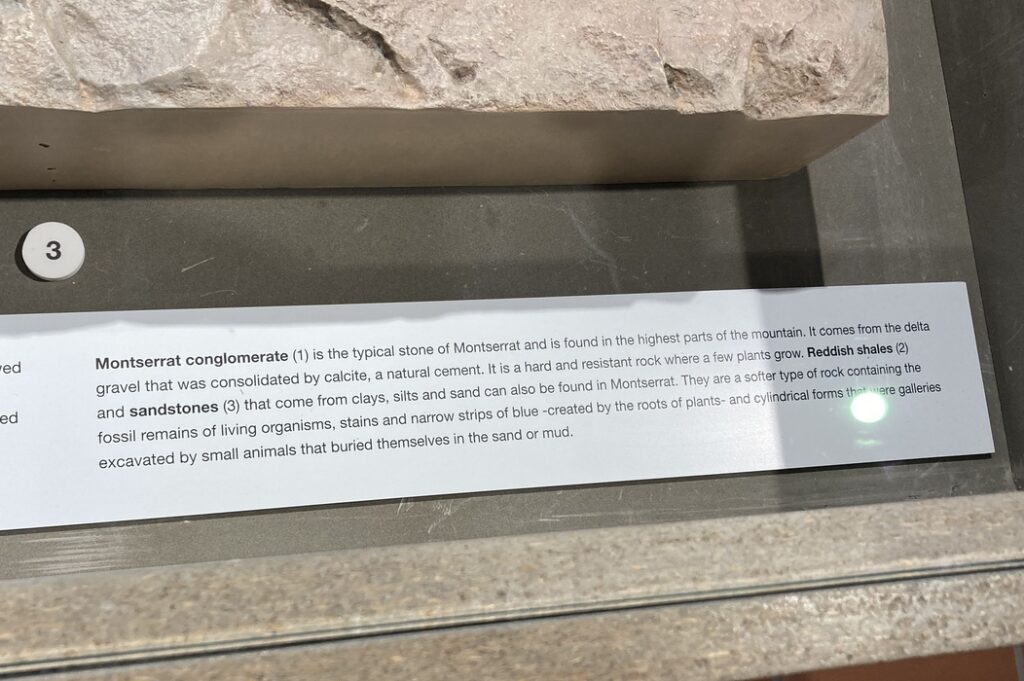 3
ved
ed
Montserrat conglomerate (1) is the typical stone of Montserrat and is found in the highest parts of the mountain. It comes from the delta
gravel that was consolidated by calcite, a natural cement. It is a hard and resistant rock where a few plants grow. Reddish shales (2)
and sandstones (3) that come from clays, silts and sand can also be found in Montserrat. They are a softer type of rock containing the
fossil remains of living organisms, stains and narrow strips of blue -created by the roots of plants- and cylindrical forms that were galleries
excavated by small animals that buried themselves in the sand or mud.